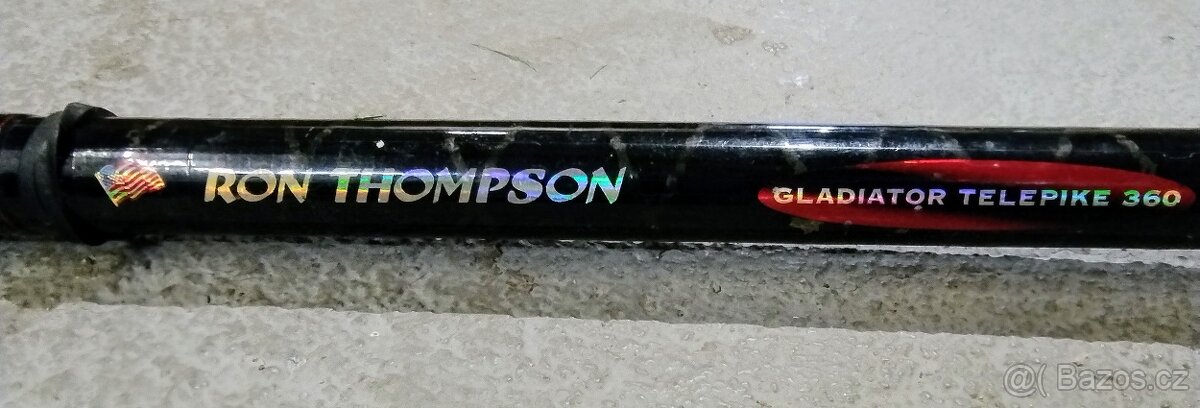 RON THOMPSON
GLADIATOR TELEPIKE 360
@( Bazos.cz